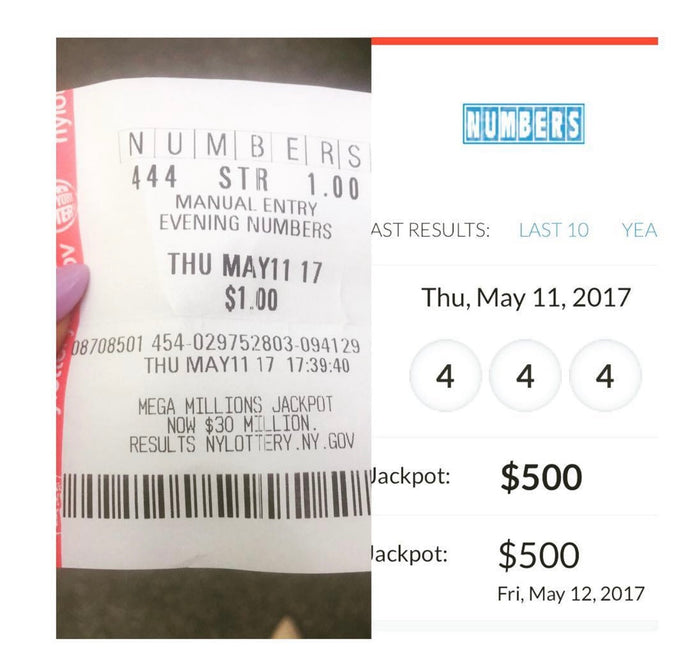 NUMBERS
444 STR 1.00
MANUAL ENTRY
EVENING NUMBERS
THU MAY11 17
$1.00
08708501 454-029752803-094129
THU MAY11 17 17:39:40
MEGA MILLIONS JACKPOT
NOW $30 MILLION.
RESULTS NYLOTTERY.NY.GOV
NUMBERS
AST RESULTS: LAST 10 YEA
Thu, May 11, 2017
4 4 4
Jackpot: $500
Jackpot: $500
Fri, May 12, 2017